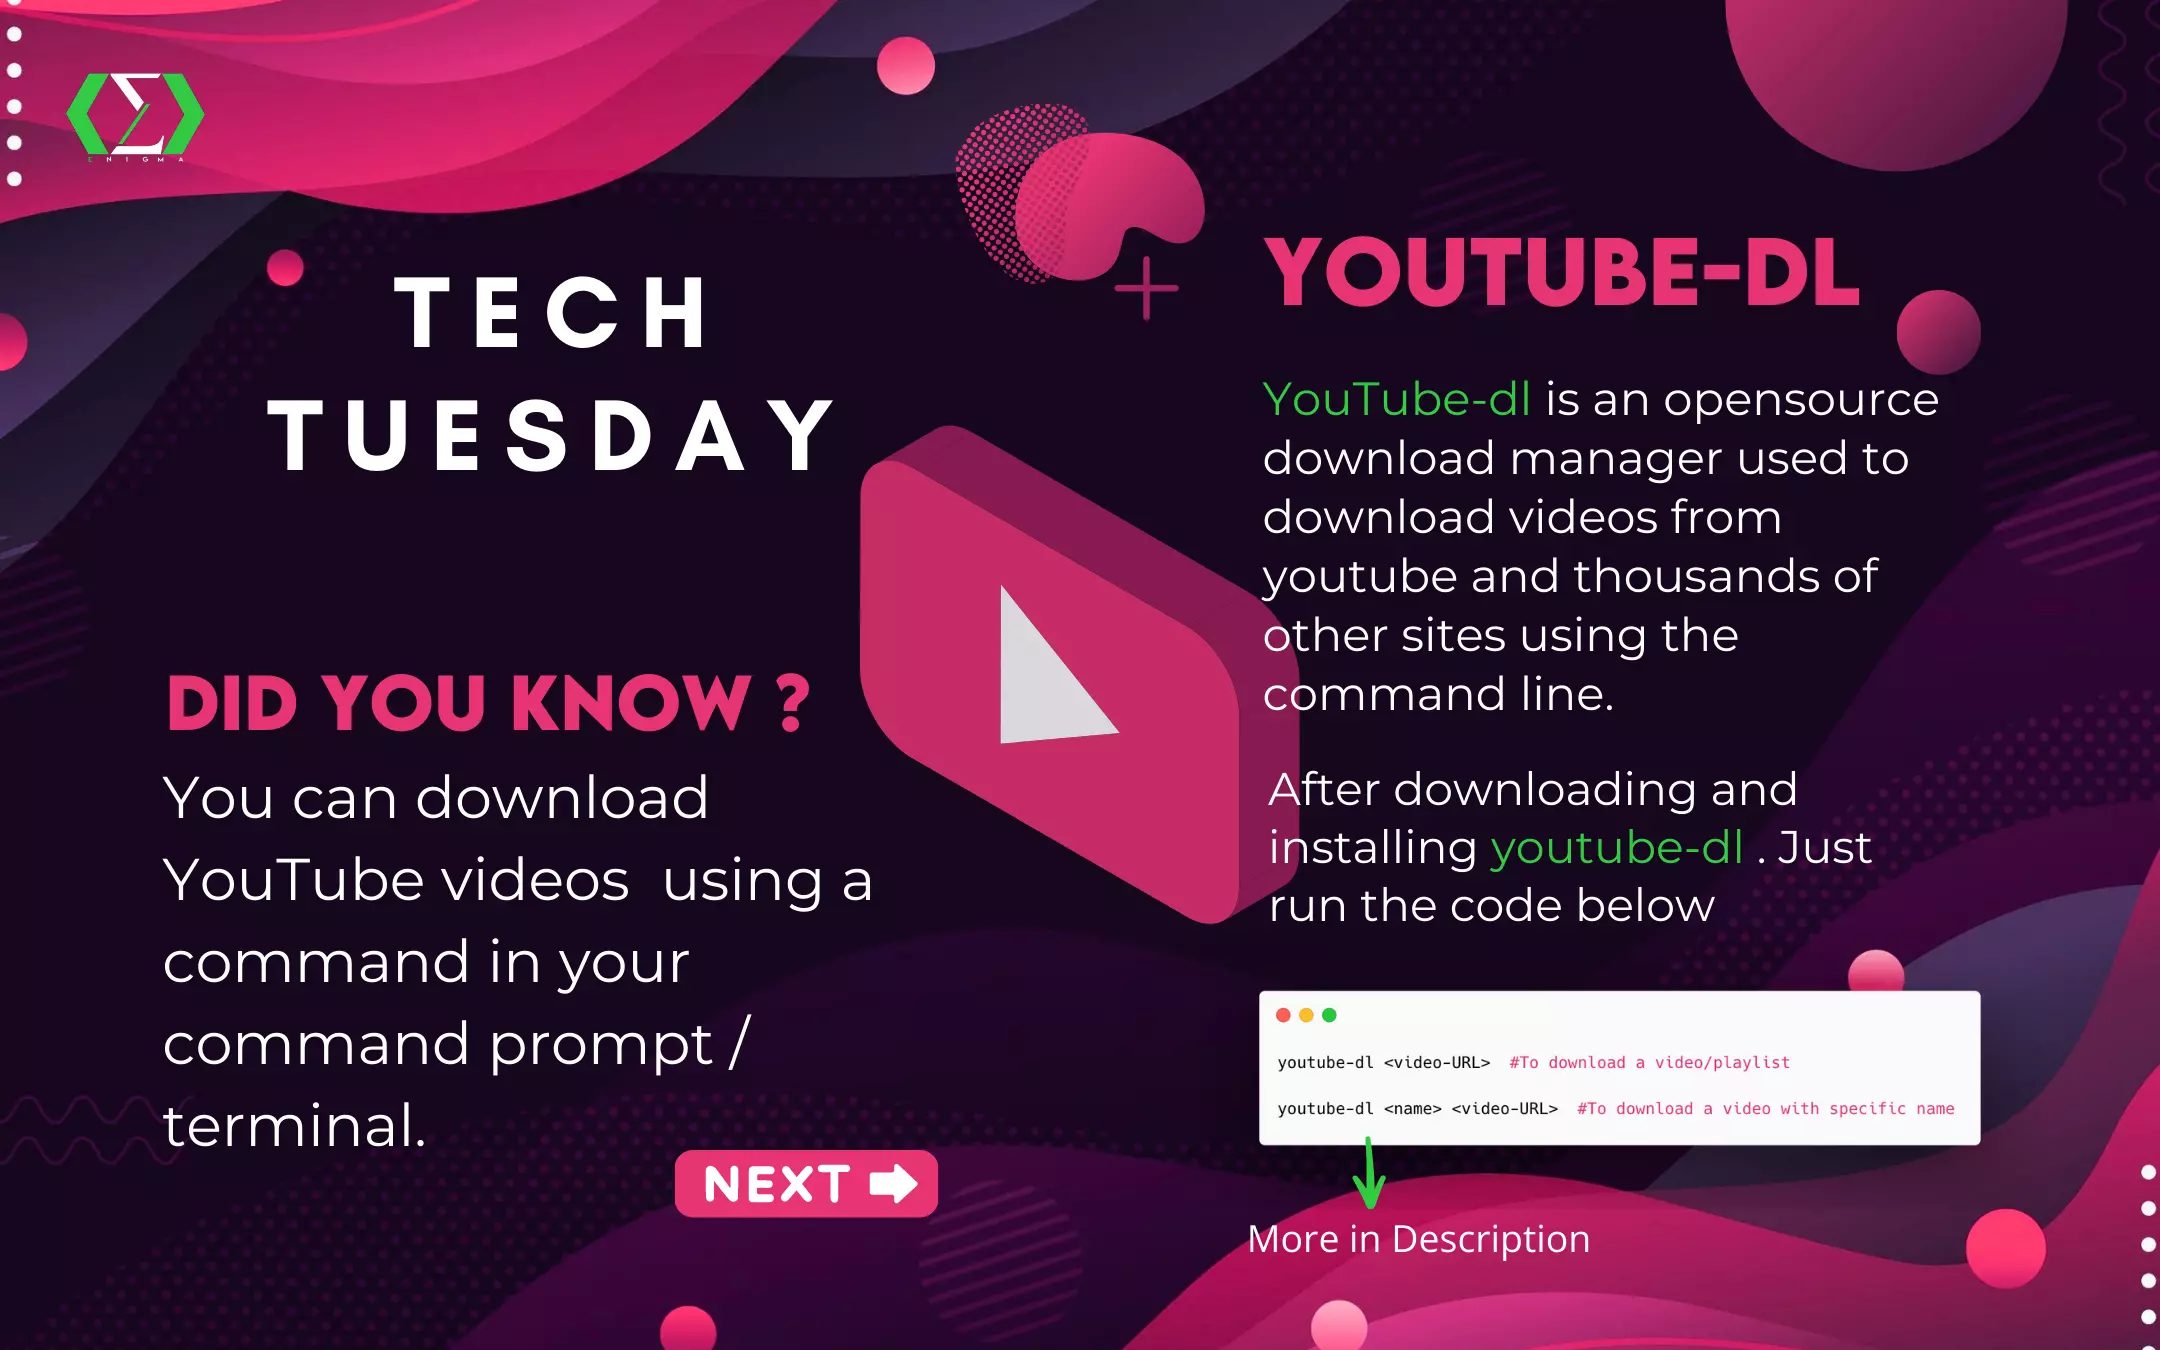 ENIGMA
TECH
TUESDAY
DID YOU KNOW ?
You can download
YouTube videos  using a
command in your
command prompt /
terminal.
NEXT
YOUTUBE-DL
YouTube-dl is an opensource
download manager used to
download videos from
youtube and thousands of
other sites using the
command line.
After downloading and
installing youtube-dl . Just
run the code below
youtube-dl <video-URL>  #To download a video/playlist
youtube-dl <name> <video-URL>  #To download a video with specific name
More in Description